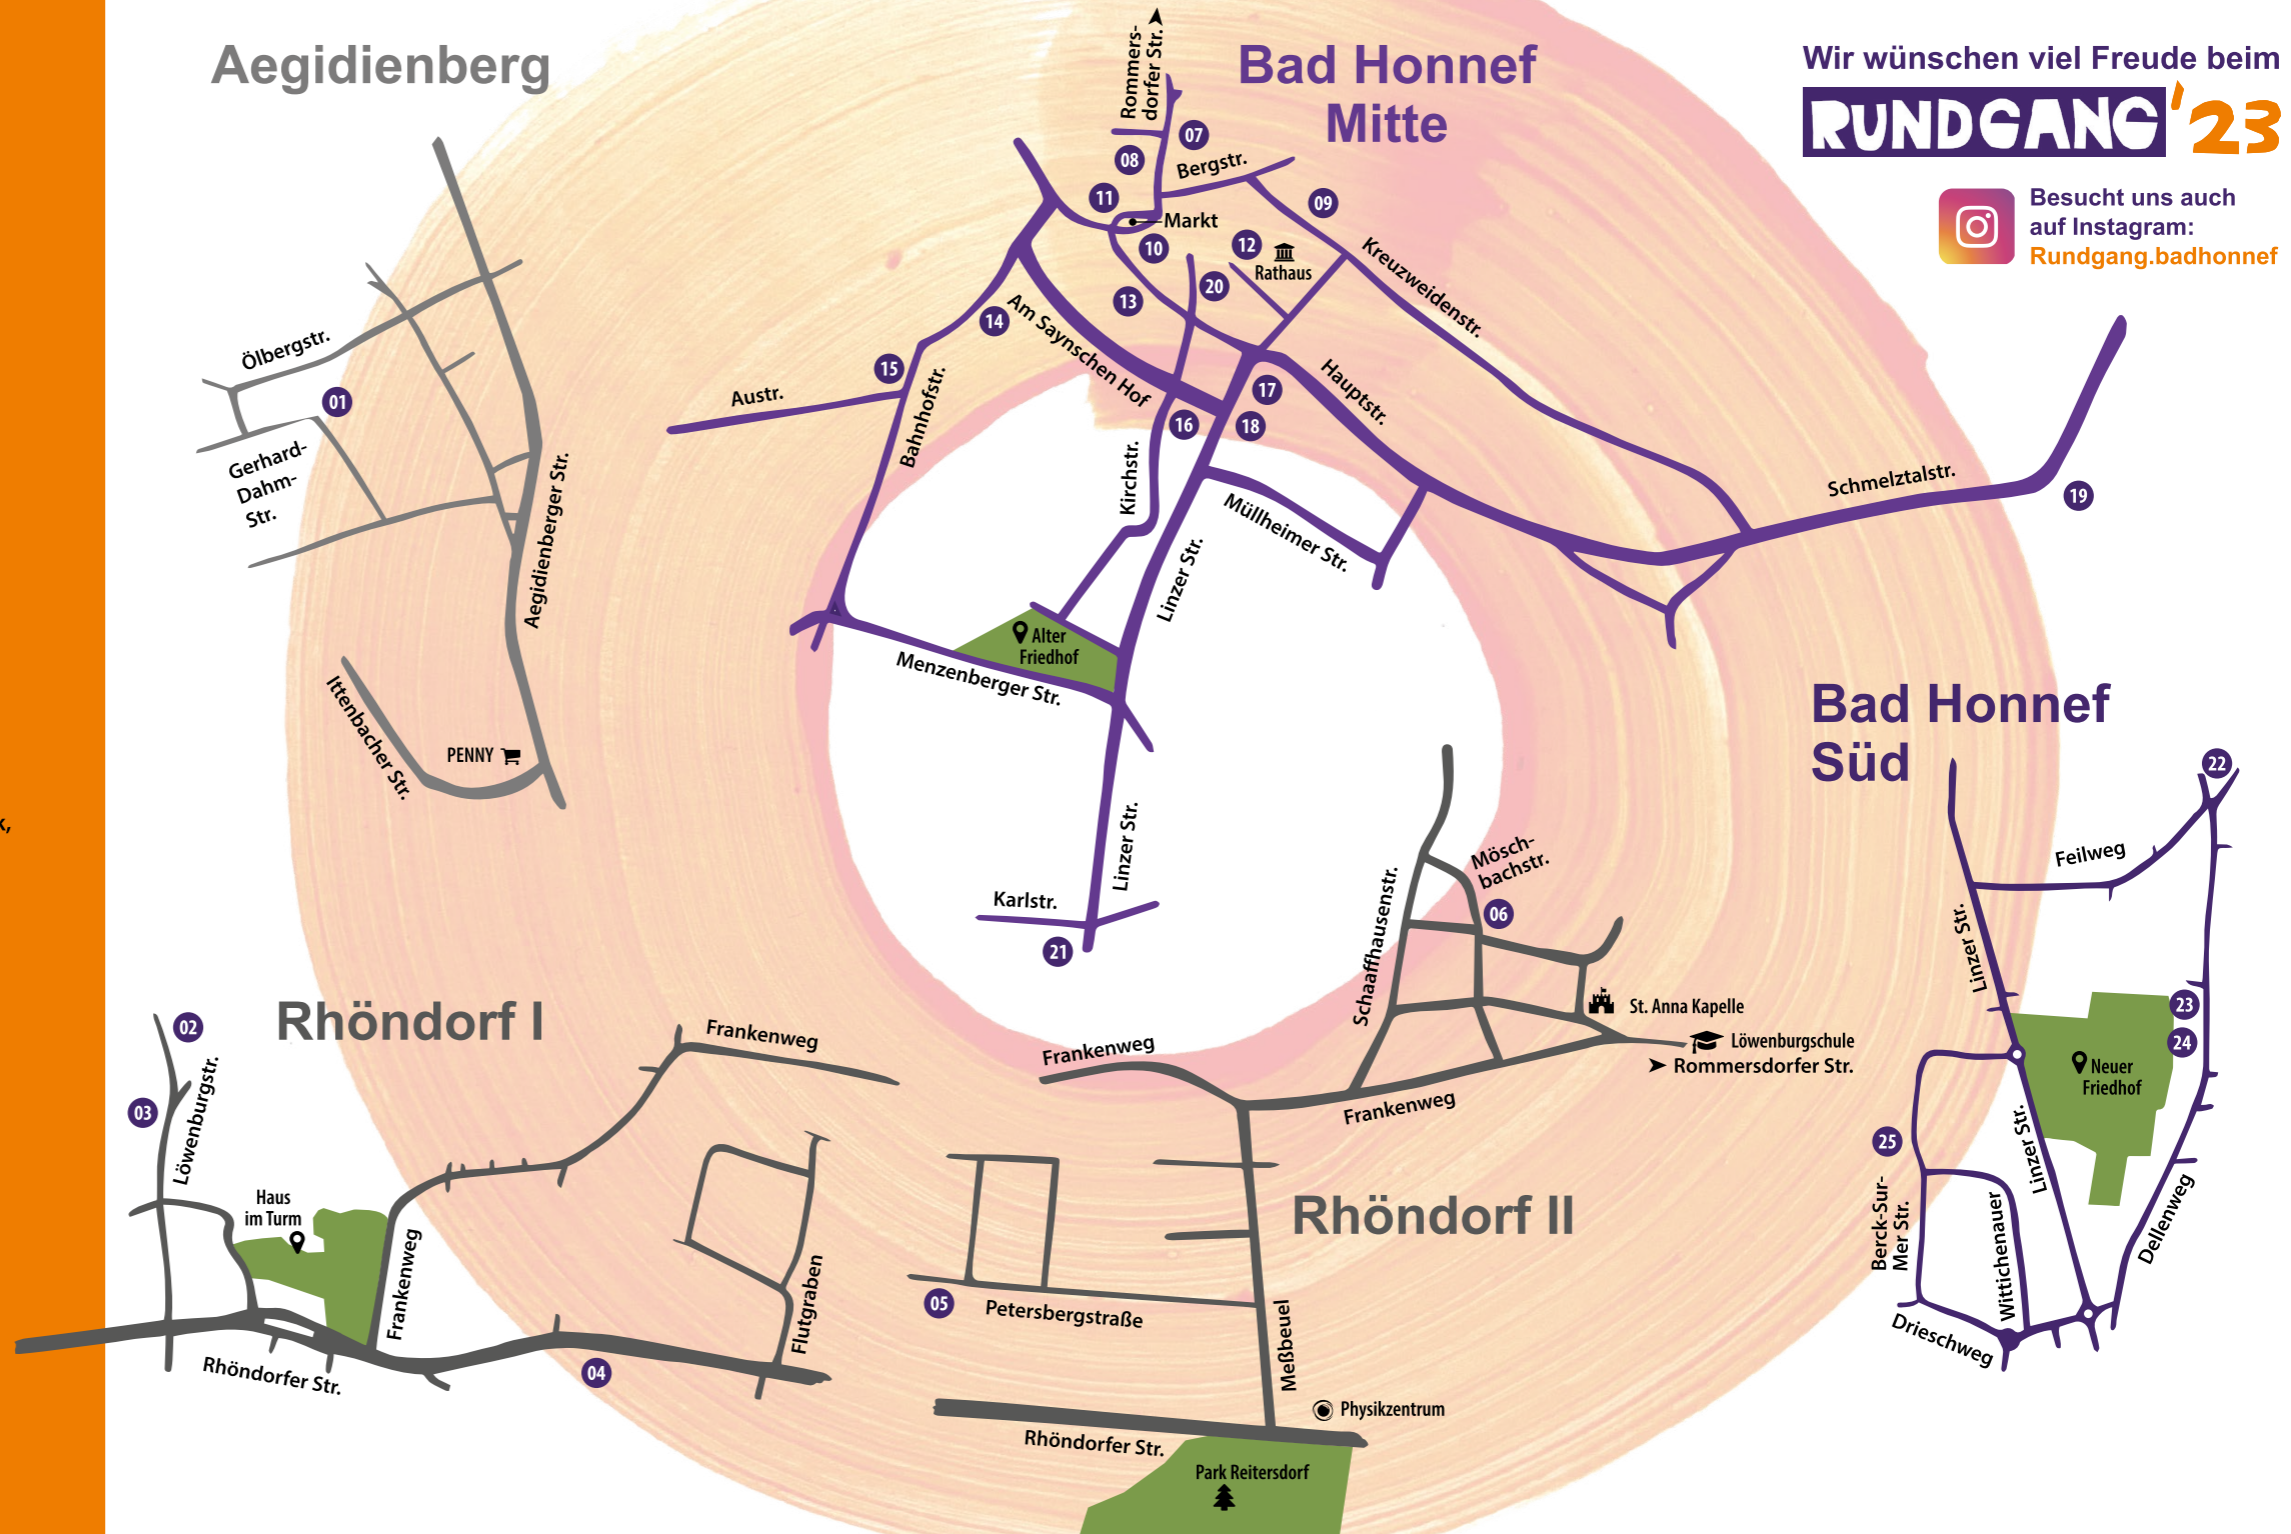 Aegidienberg
Ölbergstr.
01
Gerhard-
Dahm-
Str.
Aegidienberger Str.
Ittenbacher Str.
PENNY
k,
Bad Honnef
Mitte
Rommers-
dorfer Str.
07
08
Bergstr.
11
Markt
09
10
12
Rathaus
20
13
Kreuzweidenstr.
14
Am Saynschen Hof
15
Austr.
Bahnhofstr.
17
Hauptstr.
16
18
Kirchstr.
Müllheimer Str.
Schmelztalstr.
19
Linzer Str.
Alter
Friedhof
Menzenberger Str.
Linzer Str.
Karlstr.
21
Wir wünschen viel Freude beim
RUNDGANG '23
Besucht uns auch
auf Instagram:
Rundgang.badhonnef
Bad Honnef
Süd
22
Feilweg
Linzer Str.
23
24
Neuer
Friedhof
Linzer Str.
25
Berck-Sur-
Mer Str.
Wittichenauer
Dellenweg
Drieschweg
Rhöndorf I
02
03
Löwenburgstr.
Haus
im Turm
Frankenweg
Frankenweg
Rhöndorfer Str.
04
Flutgraben
Rhöndorf II
Mösch-
bachstr.
06
Schaaffhausenstr.
St. Anna Kapelle
Löwenburgschule
Rommersdorfer Str.
Frankenweg
Frankenweg
05
Petersbergstraße
Meßbeuel
Physikzentrum
Rhöndorfer Str.
Park Reitersdorf